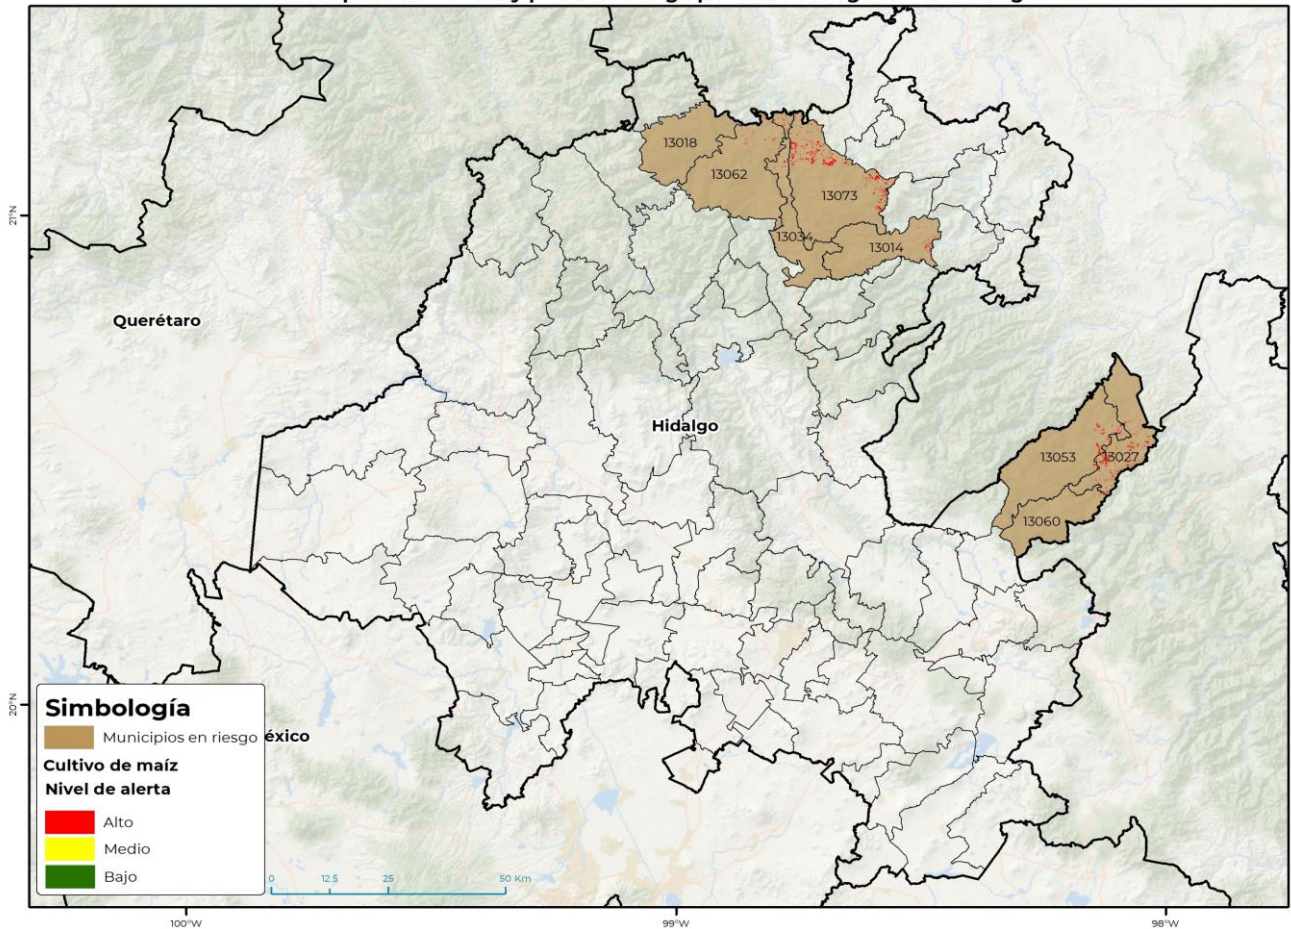 13018
13062
13073
13034
13014
21°N
Querétaro
Hidalgo
13053
13027
13060
20°N
Simbología
Municipios en riesgo
éxico
Cultivo de maíz
Nivel de alerta
Alto
Medio
Bajo
0 12.5 25 50 Km
100°W 99°W 98°W